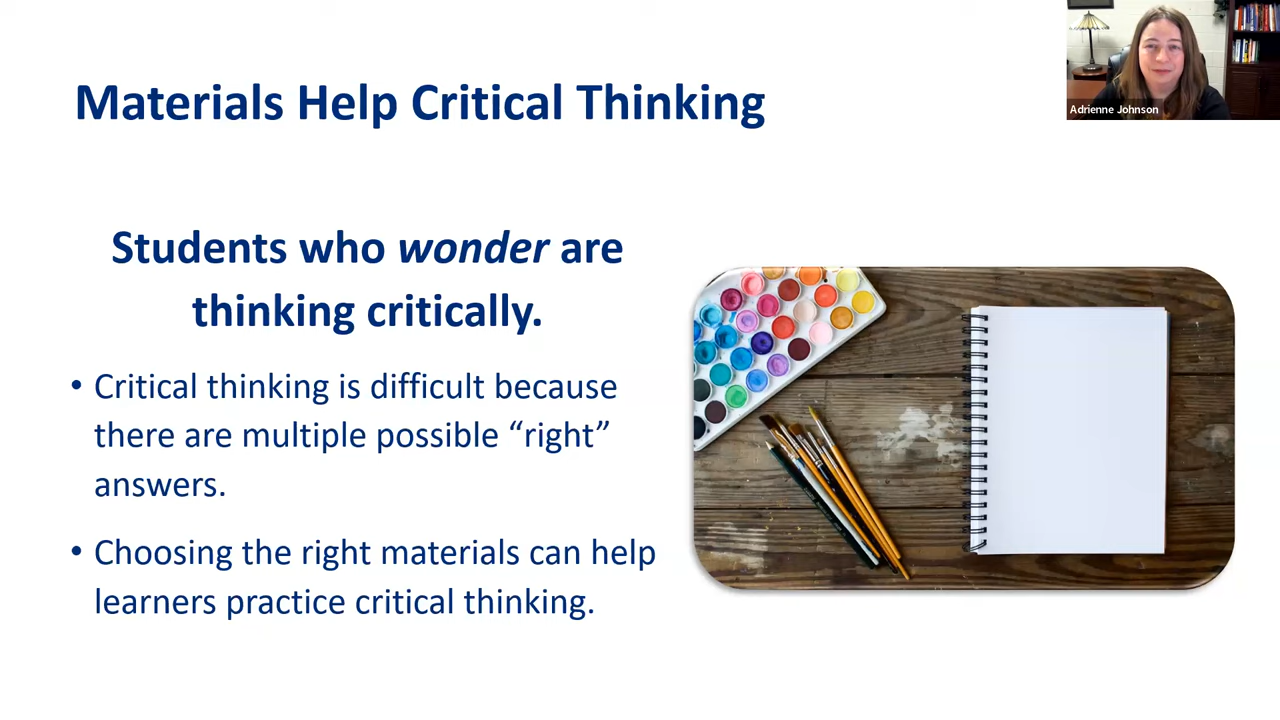 Materials Help Critical Thinking
Adrienne Johnson
Students who wonder are
thinking critically.
• Critical thinking is difficult because
there are multiple possible “right”
answers.
• Choosing the right materials can help
learners practice critical thinking.